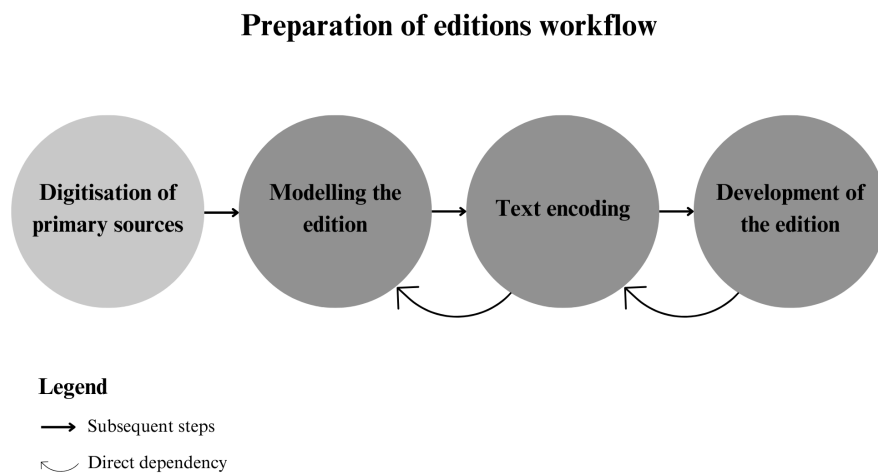 Preparation of editions workflow
Digitisation of
primary sources
Modelling the
edition
Text encoding
Development of
the edition
Legend
Subsequent steps
Direct dependency